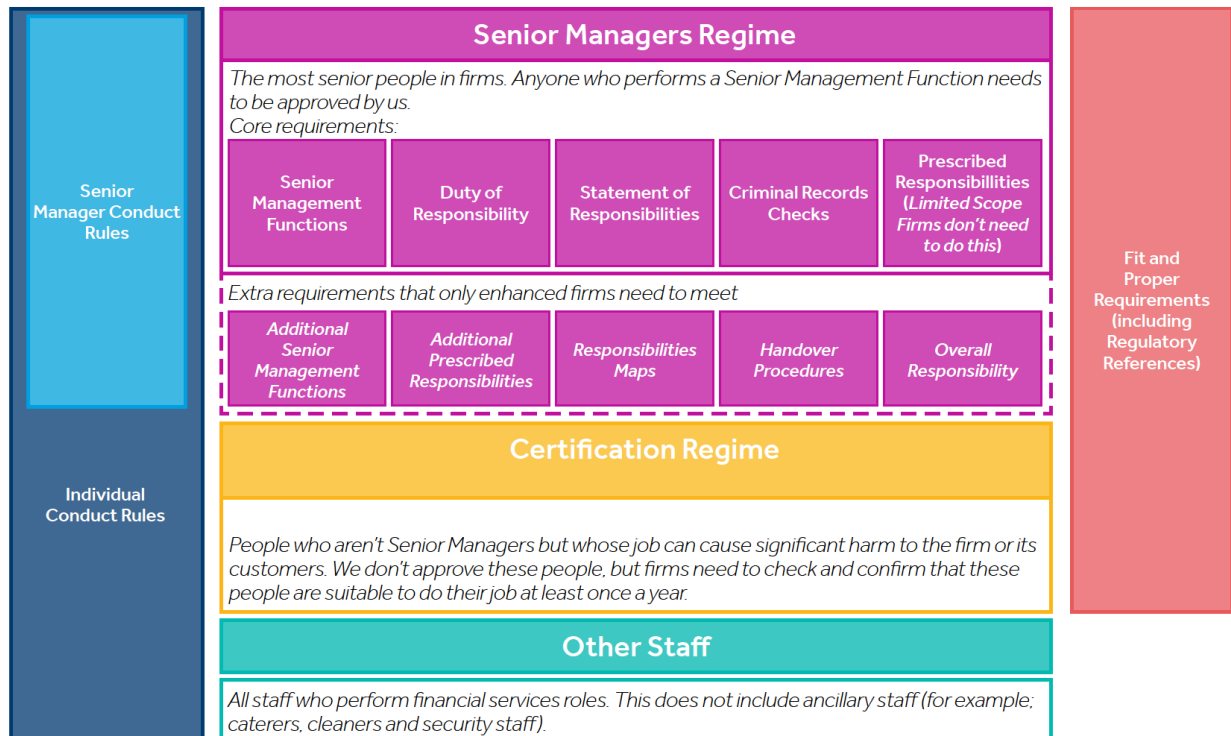 Senior
Manager Conduct
Rules
Individual
Conduct Rules
Senior Managers Regime
The most senior people in firms. Anyone who performs a Senior Management Function needs
to be approved by us.
Core requirements:
Senior
Management
Functions
Duty of
Responsibility
Statement of
Responsibilities
Criminal Records
Checks
Prescribed
Responsibillities
(Limited Scope
Firms don't need
to do this)
Extra requirements that only enhanced firms need to meet
Additional
Senior
Management
Functions
Additional
Prescribed
Responsibilities
Responsibilities
Maps
Handover
Procedures
Overall
Responsibility
Certification Regime
People who aren't Senior Managers but whose job can cause significant harm to the firm or its
customers. We don't approve these people, but firms need to check and confirm that these
people are suitable to do their job at least once a year.
Other Staff
All staff who perform financial services roles. This does not include ancillary staff (for example;
caterers, cleaners and security staff).
Fit and
Proper
Requirements
(including
Regulatory
References)